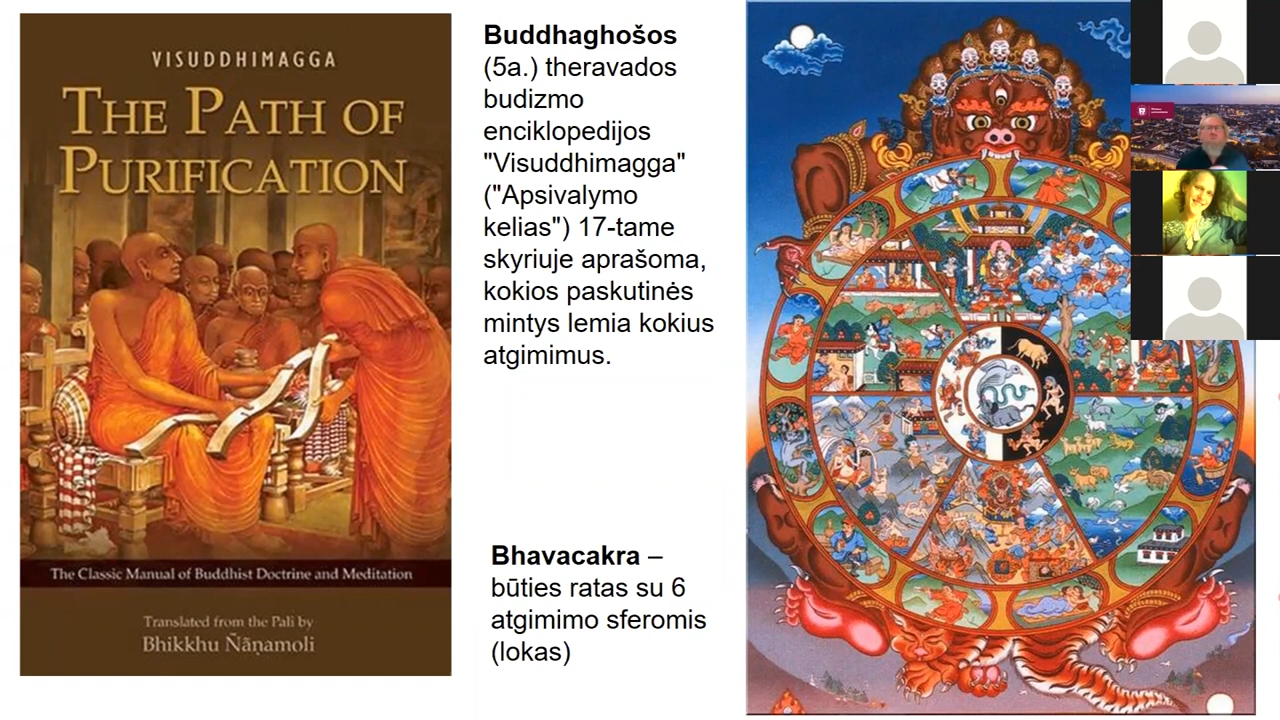 VISUDDHIMAGGA
THE PATH OF
PURIFICATION
The Classic Manual of Buddhist Doctrine and Meditation
Translated from the Pali by
Bhikkhu Ñāṇamoli
Buddhaghošos
(5a.) theravados
budizmo
enciklopedijos
"Visuddhimagga"
("Apsivalymo
kelias") 17-tame
skyriuje aprašoma,
kokios paskutinės
mintys lemia kokius
atgimimus.
Bhavacakra –
būties ratas su 6
atgimimo sferomis
(lokas)